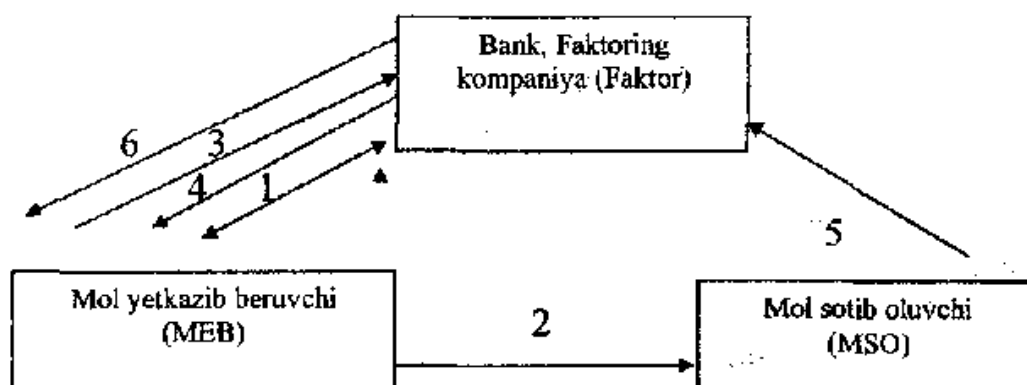 Bank, Faktoring
kompaniya (Faktor)
6
3
4
1
5
Mol yetkazib beruvchi
(MEB)
2
Mol sotib oluvchi
(MSO)